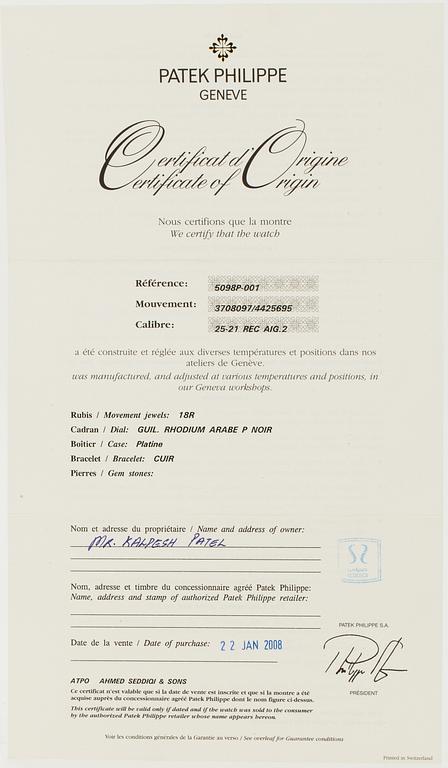 PATEK PHILIPPE
GENEVE
Certificat d'Origine
Certificate of Origin
Nous certifions que la montre
We certify that the watch
Référence: 5098P-001
Mouvement: 3708097/4425695
Calibre: 25-21 REC AIG.2
a été construite et réglée aux diverses températures et positions dans nos
ateliers de Genève.
was manufactured, and adjusted at various temperatures and positions, in
our Geneva workshops.
Rubis / Movement jewels: 18R
Cadran / Dial: GUIL. RHODIUM ARABE P NOIR
Boîtier / Case: Platine
Bracelet / Bracelet: CUIR
Pierres / Gem stones:
Nom et adresse du propriétaire / Name and address of owner:
MR. KALPESH PATEL
Nom, adresse et timbre du concessionnaire agréé Patek Philippe:
Name, address and stamp of authorized Patek Philippe retailer:
PATEK PHILIPPE S.A.
Date de la vente / Date of purchase: 22 JAN 2008
PRÉSIDENT
ATPO AHMED SEDDIQI & SONS
Ce certificat n'est valable que si la date de vente est inscrite et que si la montre a été
acquise auprès du concessionnaire agréé Patek Philippe dont le nom figure ci-dessus.
This certificate will be valid only if dated and if the watch was sold to the consumer
by the authorized Patek Philippe retailer whose name appears hereon.
Voir les conditions générales de la Garantie au verso / See overleaf for Guarantee conditions
Printed in Switzerland